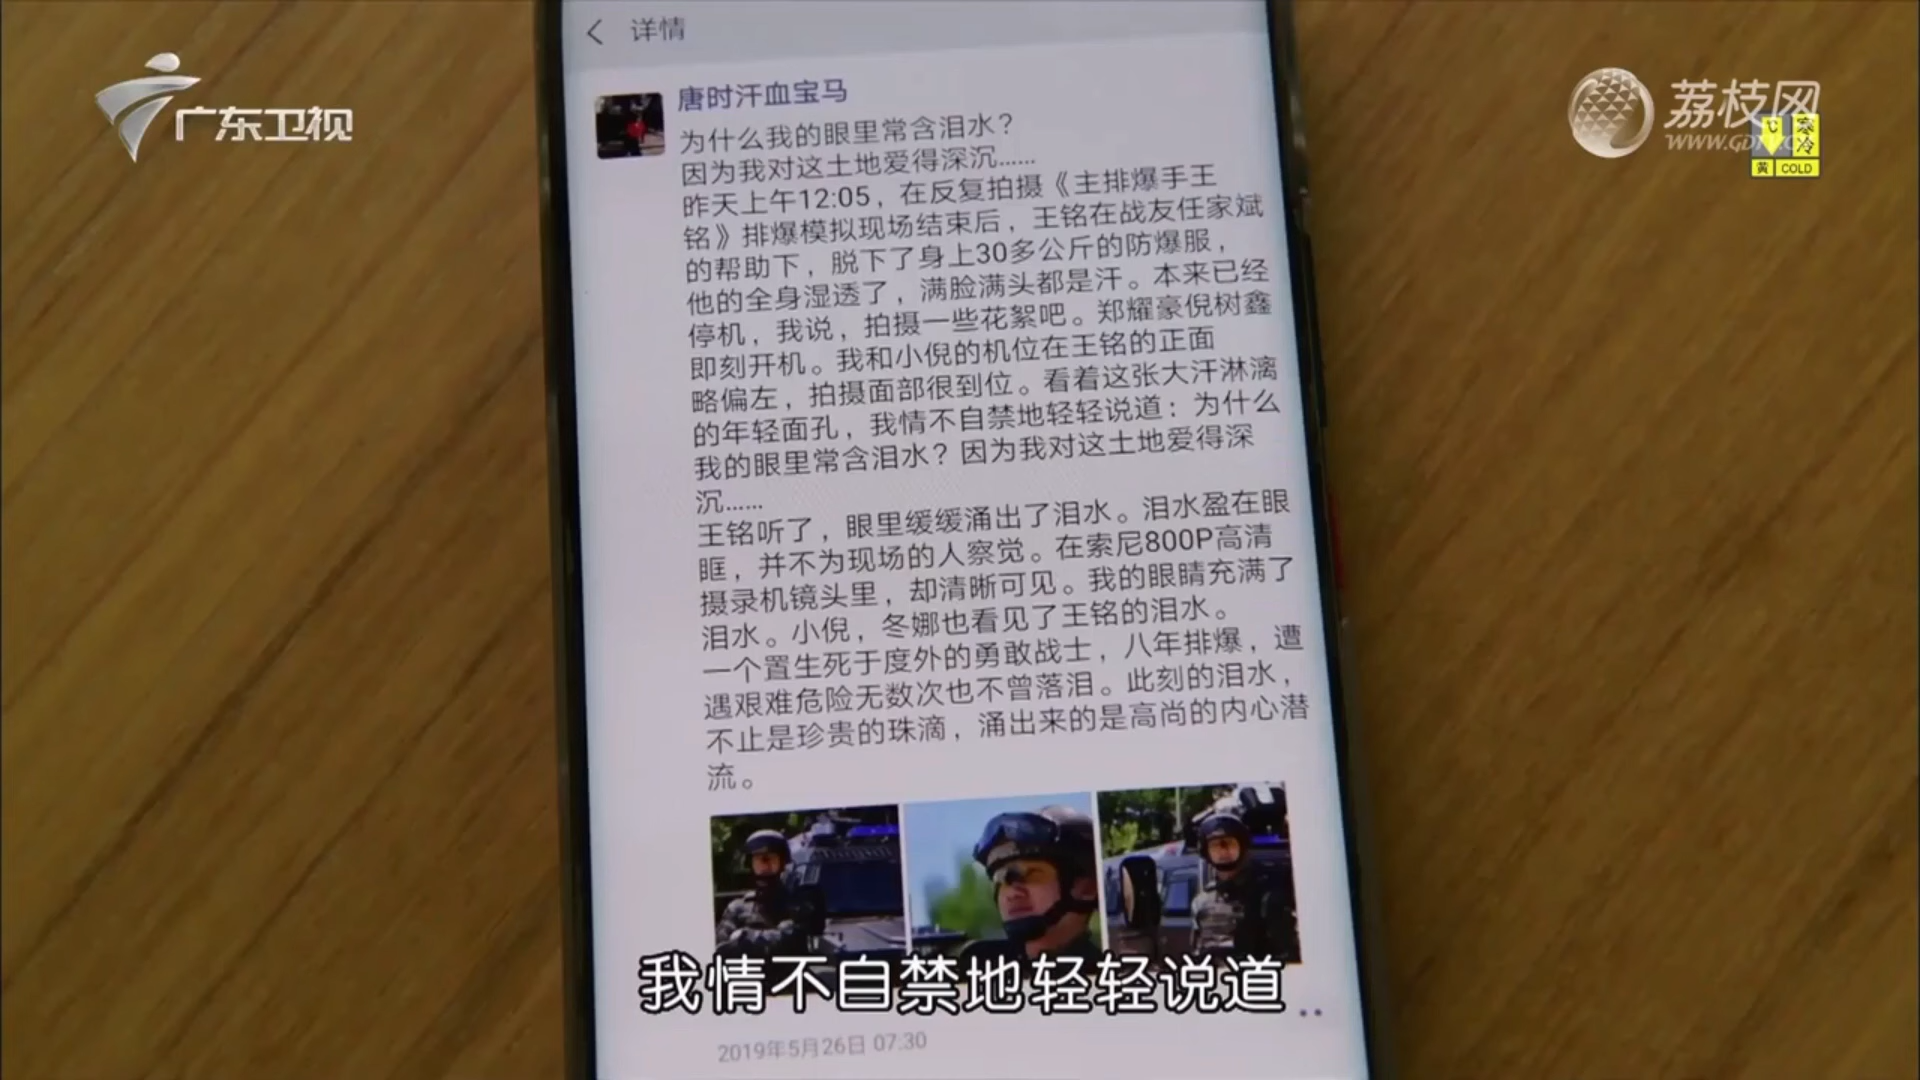 详情
广东卫视
荔枝网
WWW.GDTV.CN
寒冷
℃
黄 COLD
唐时汗血宝马
为什么我的眼里常含泪水？
因为我对这土地爱得深沉......
昨天上午12:05，在反复拍摄《主排爆手王
铭》排爆模拟现场结束后，王铭在战友任家斌
的帮助下，脱下了身上30多公斤的防爆服，
他的全身湿透了，满脸满头都是汗。本来已经
停机，我说，拍摄一些花絮吧。郑耀豪倪树鑫
即刻开机。我和小倪的机位在王铭的正面
略偏左，拍摄面部很到位。看着这张大汗淋漓
的年轻面孔，我情不自禁地轻轻说道：为什么
我的眼里常含泪水？因为我对这土地爱得深
沉......
王铭听了，眼里缓缓涌出了泪水。泪水盈在眼
眶，并不为现场的人察觉。在索尼800P高清
摄录机镜头里，却清晰可见。我的眼睛充满了
泪水。小倪，冬娜也看见了王铭的泪水。
一个置生死于度外的勇敢战士，八年排爆，遭
遇艰难危险无数次也不曾落泪。此刻的泪水，
不止是珍贵的珠滴，涌出来的是高尚的内心潜
流。
我情不自禁地轻轻说道
2019年5月26日 07:30